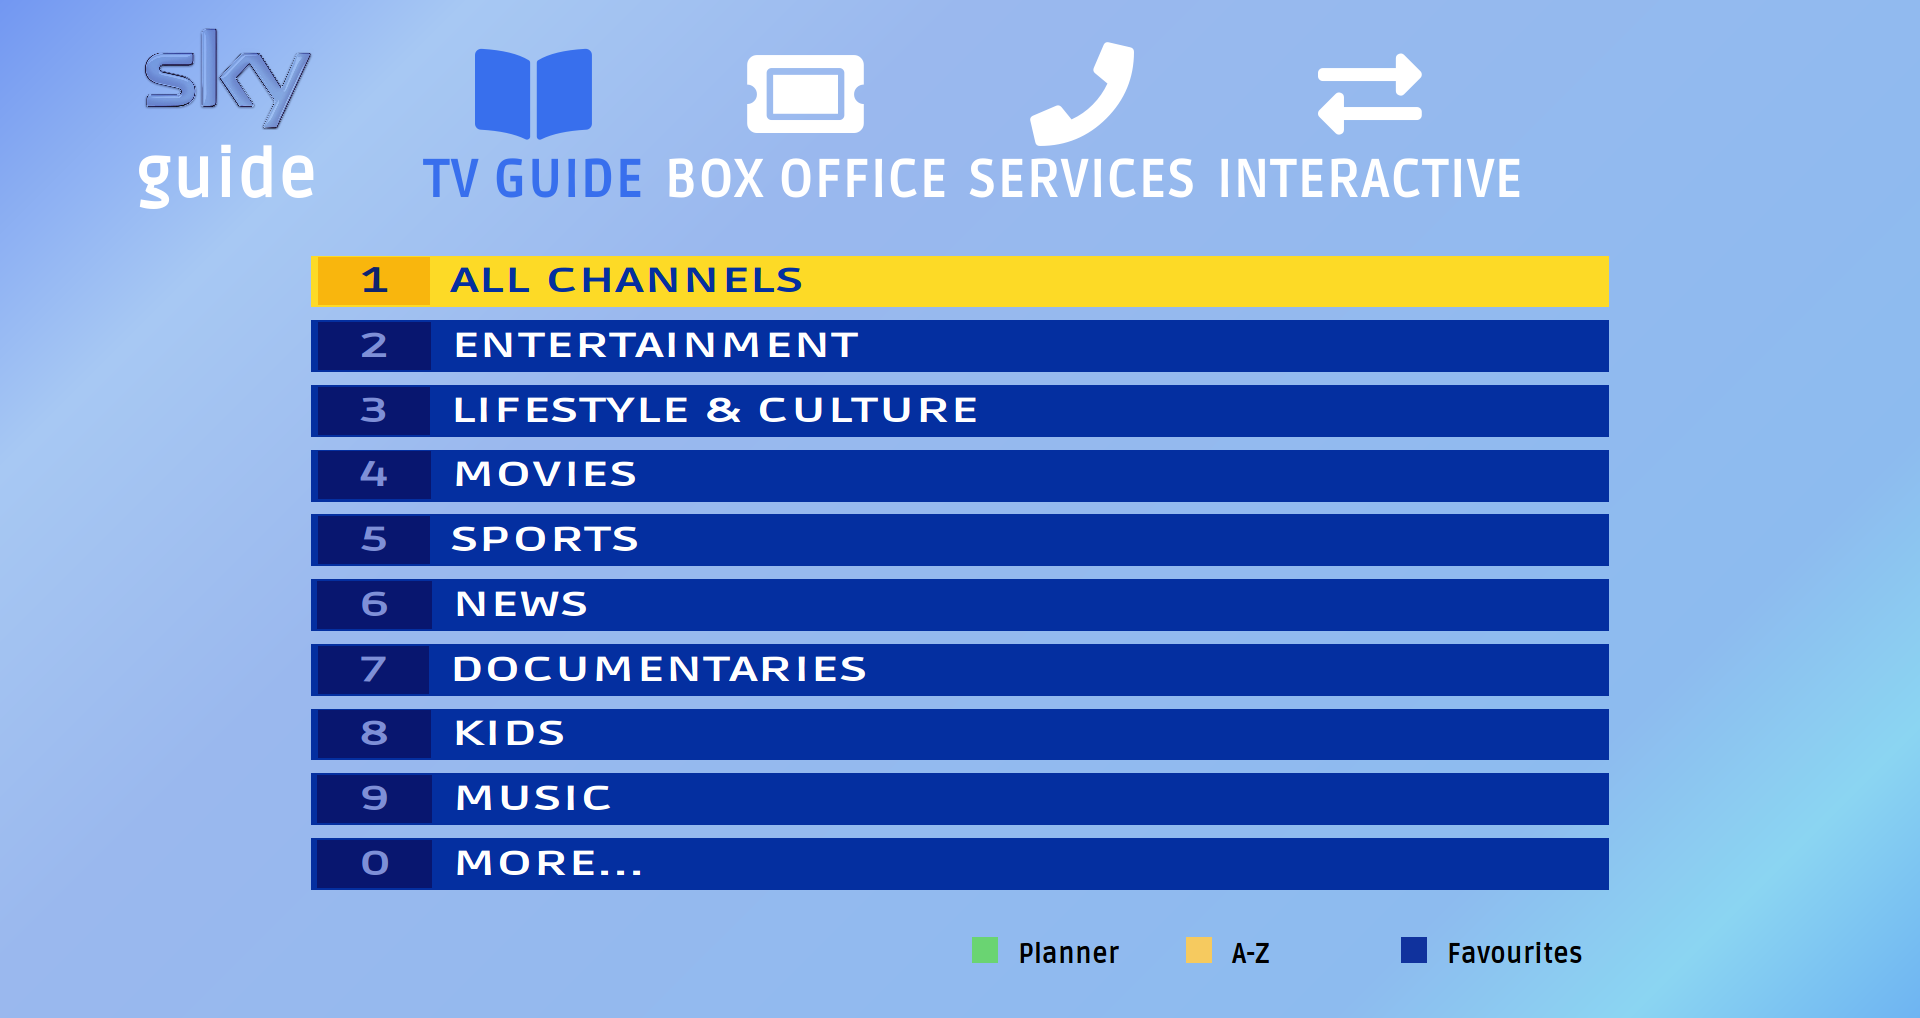 sky
guide
TV GUIDE BOX OFFICE SERVICES INTERACTIVE
1 ALL CHANNELS
2 ENTERTAINMENT
3 LIFESTYLE & CULTURE
4 MOVIES
5 SPORTS
6 NEWS
7 DOCUMENTARIES
8 KIDS
9 MUSIC
0 MORE...
Planner A-Z Favourites